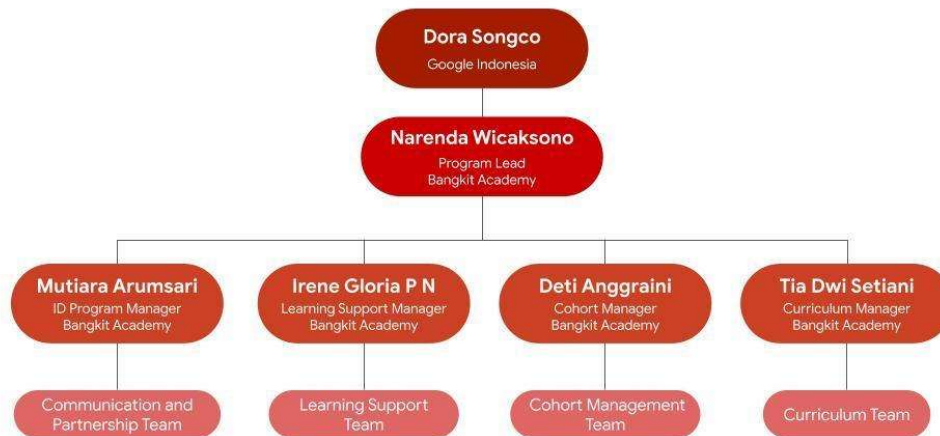 Dora Songco
Google Indonesia
Narenda Wicaksono
Program Lead
Bangkit Academy
Mutiara Arumsari
ID Program Manager
Bangkit Academy
Irene Gloria P N
Learning Support Manager
Bangkit Academy
Deti Anggraini
Cohort Manager
Bangkit Academy
Tia Dwi Setiani
Curriculum Manager
Bangkit Academy
Communication and
Partnership Team
Learning Support
Team
Cohort Management
Team
Curriculum Team